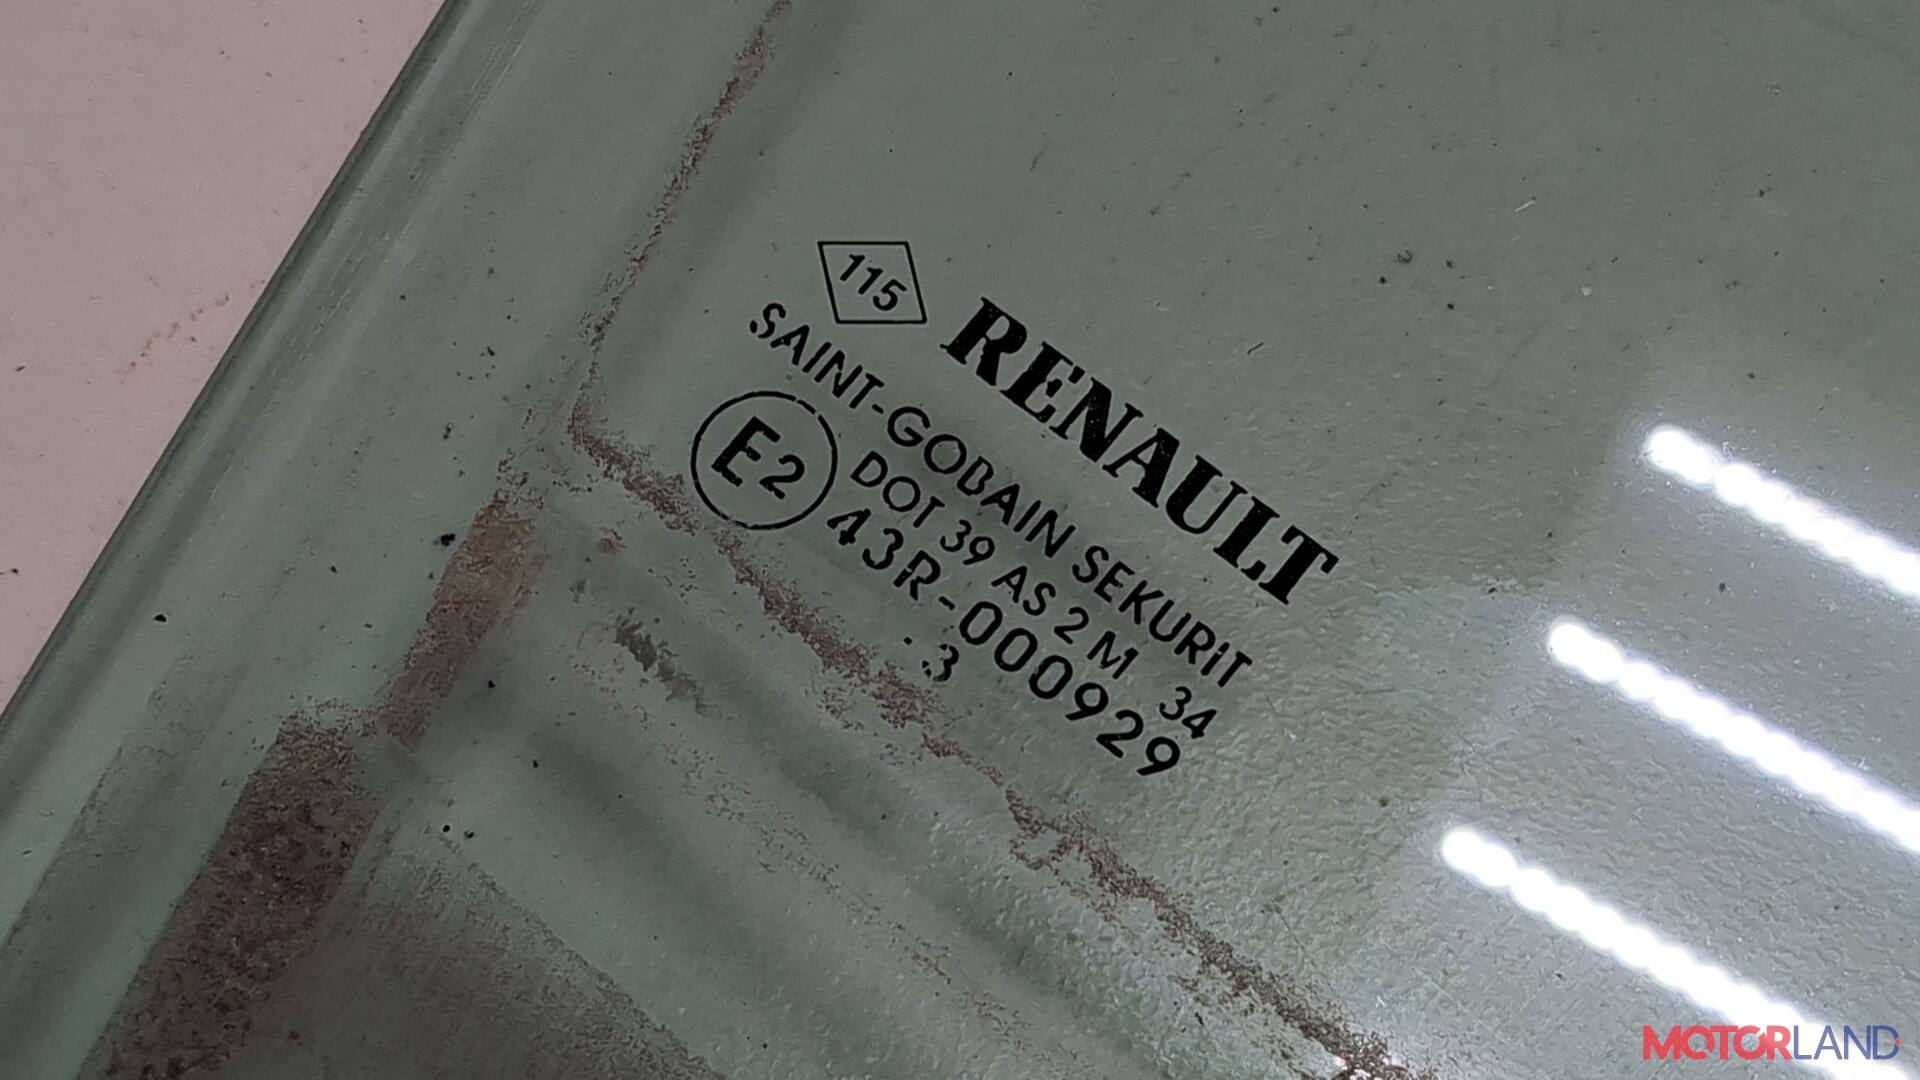 115
RENAULT
SAINT-GOBAIN SEKURiT
E2
DOT 39 AS 2 M 34
43R-000929
. 3
MOTORLAND